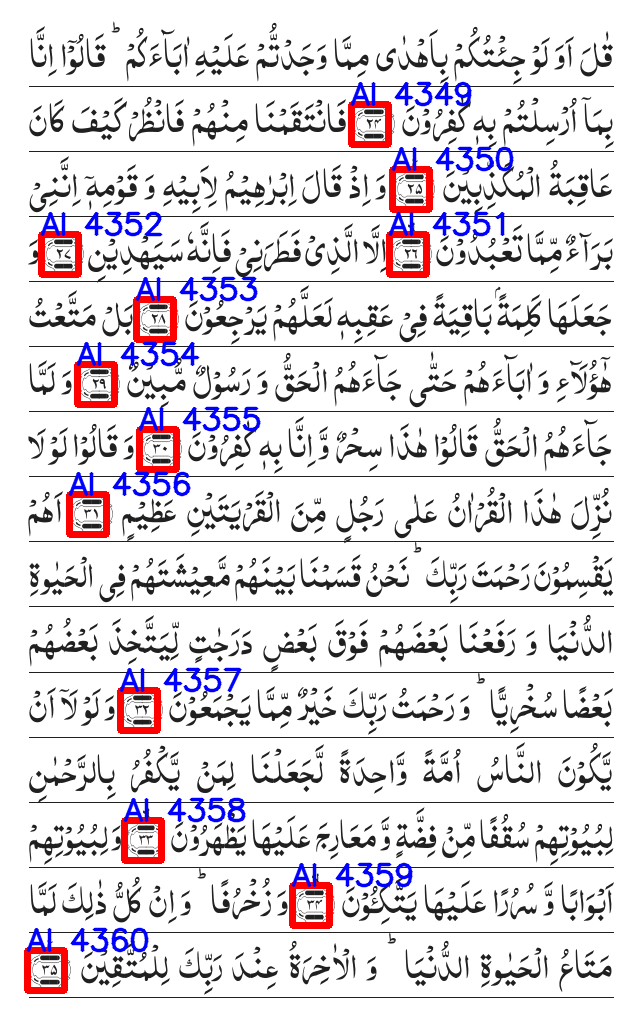 قٰلَ اَوَ لَوْ جِئْتُكُمْ بِاَهْدٰى مِمَّا وَجَدْتُّمْ عَلَيْهِ اٰبَآءَكُمْ ؕ قَالُوْۤا اِنَّا
AI 4349
بِمَاۤ اُرْسِلْتُمْ بِهٖ كٰفِرُوْنَ ۲۴ فَانْتَقَمْنَا مِنْهُمْ فَانْظُرْ كَيْفَ كَانَ
AI 4350
عَاقِبَةُ الْمُكَذِّبِيْنَ ۲۵ وَ اِذْ قَالَ اِبْرٰهِيْمُ لِاَبِيْهِ وَ قَوْمِهٖۤ اِنَّنِيْ
AI 4351 AI 4352
بَرَآءٌ مِّمَّا تَعْبُدُوْنَ ۲۶ اِلَّا الَّذِيْ فَطَرَنِيْ فَاِنَّهٗ سَيَهْدِيْنِ ۲۷ وَ
AI 4353
جَعَلَهَا كَلِمَةًۢ بَاقِيَةً فِيْ عَقِبِهٖ لَعَلَّهُمْ يَرْجِعُوْنَ ۲۸ بَلْ مَتَّعْتُ
AI 4354
هٰۤؤُلَآءِ وَ اٰبَآءَهُمْ حَتّٰى جَآءَهُمُ الْحَقُّ وَ رَسُوْلٌ مُّبِيْنٌ ۲۹ وَ لَمَّا
AI 4355
جَآءَهُمُ الْحَقُّ قَالُوْا هٰذَا سِحْرٌ وَّ اِنَّا بِهٖ كٰفِرُوْنَ ۳۰ وَ قَالُوْا لَوْ لَا
AI 4356
نُزِّلَ هٰذَا الْقُرْاٰنُ عَلٰى رَجُلٍ مِّنَ الْقَرْيَتَيْنِ عَظِيْمٍ ۳۱ اَهُمْ
يَقْسِمُوْنَ رَحْمَتَ رَبِّكَ ؕ نَحْنُ قَسَمْنَا بَيْنَهُمْ مَّعِيْشَتَهُمْ فِى الْحَيٰوةِ
الدُّنْيَا وَ رَفَعْنَا بَعْضَهُمْ فَوْقَ بَعْضٍ دَرَجٰتٍ لِّيَتَّخِذَ بَعْضُهُمْ
AI 4357
بَعْضًا سُخْرِيًّا ؕ وَ رَحْمَتُ رَبِّكَ خَيْرٌ مِّمَّا يَجْمَعُوْنَ ۳۲ وَ لَوْ لَاۤ اَنْ
يَّكُوْنَ النَّاسُ اُمَّةً وَّاحِدَةً لَّجَعَلْنَا لِمَنْ يَّكْفُرُ بِالرَّحْمٰنِ
AI 4358
لِبُيُوْتِهِمْ سُقُفًا مِّنْ فِضَّةٍ وَّ مَعَارِجَ عَلَيْهَا يَظْهَرُوْنَ ۳۳ وَ لِبُيُوْتِهِمْ
AI 4359
اَبْوَابًا وَّ سُرُرًا عَلَيْهَا يَتَّكِـُٔوْنَ ۳۴ وَ زُخْرُفًا ؕ وَ اِنْ كُلُّ ذٰلِكَ لَمَّا
AI 4360
مَتَاعُ الْحَيٰوةِ الدُّنْيَا ؕ وَ الْاٰخِرَةُ عِنْدَ رَبِّكَ لِلْمُتَّقِيْنَ ۳۵